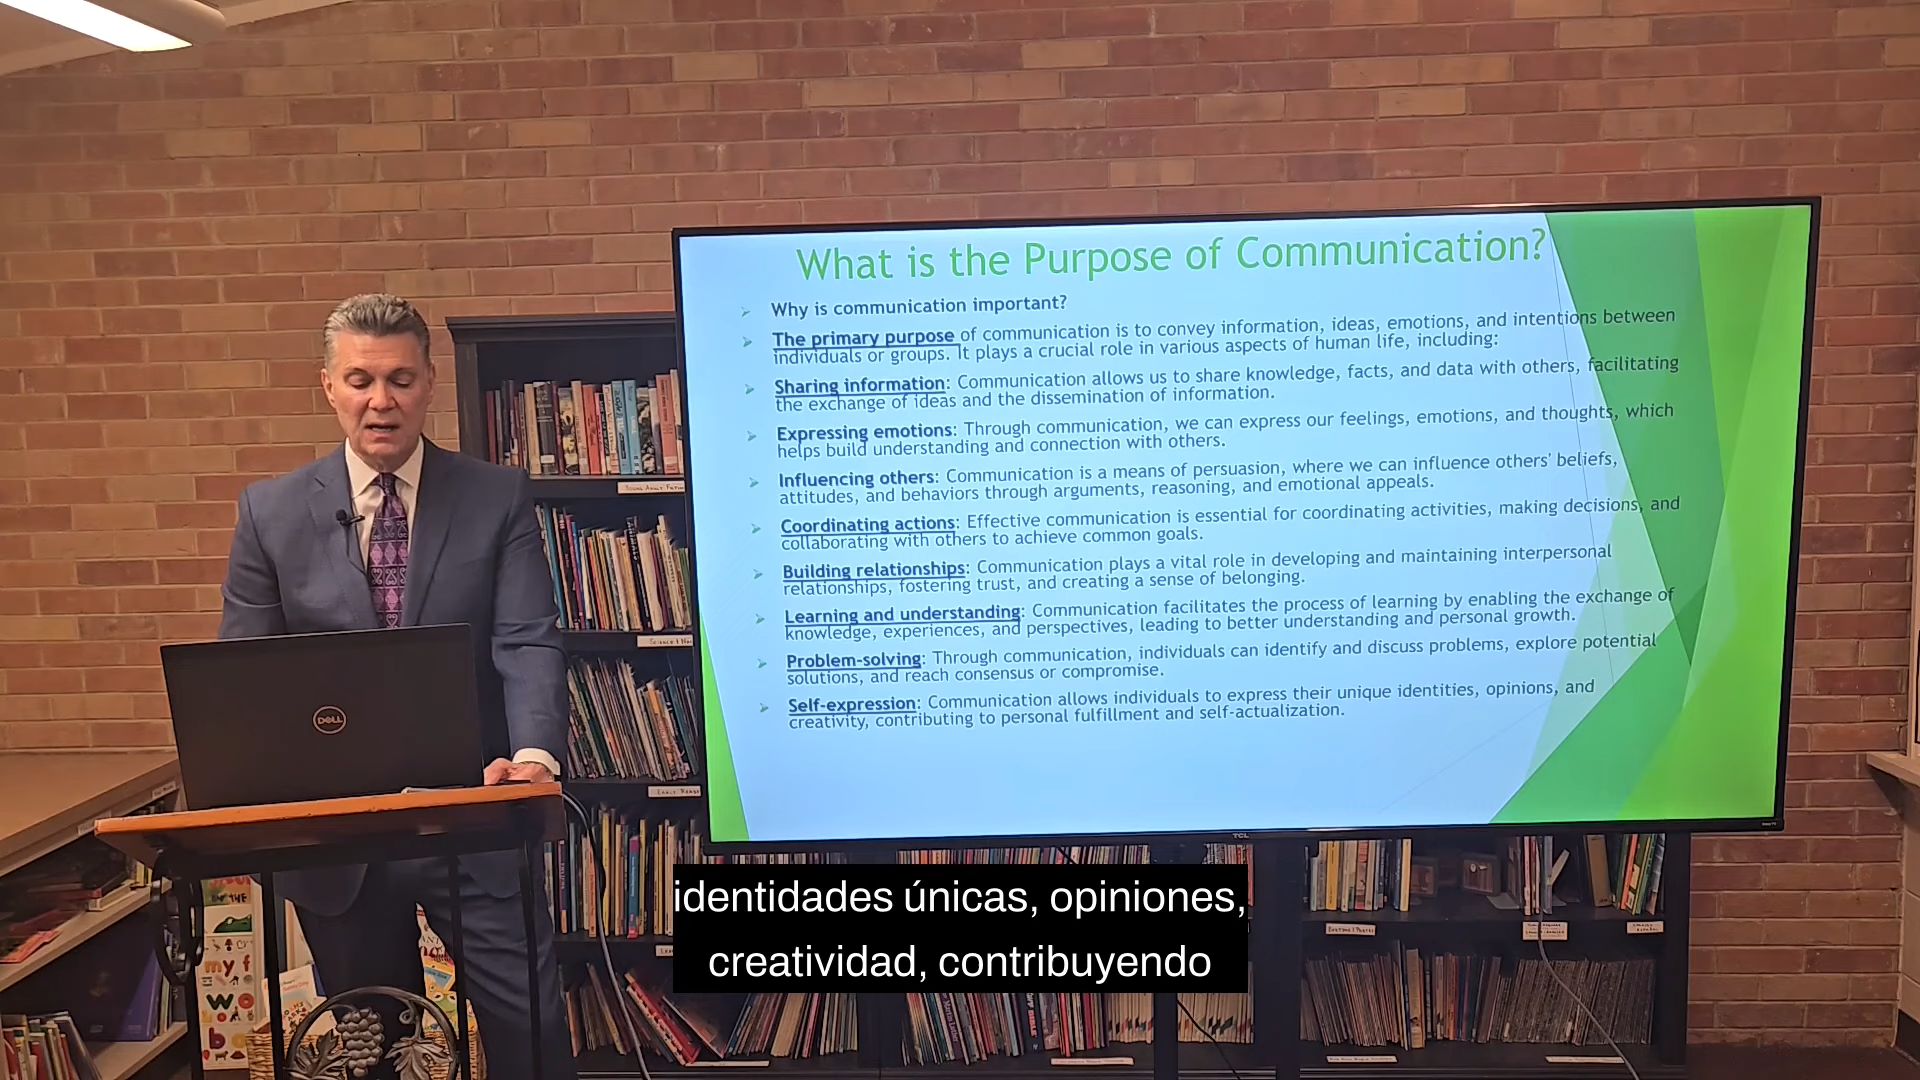 What is the Purpose of Communication?
Why is communication important?
The primary purpose of communication is to convey information, ideas, emotions, and intentions between
individuals or groups. It plays a crucial role in various aspects of human life, including:
Sharing information: Communication allows us to share knowledge, facts, and data with others, facilitating
the exchange of ideas and the dissemination of information.
Expressing emotions: Through communication, we can express our feelings, emotions, and thoughts, which
helps build understanding and connection with others.
Influencing others: Communication is a means of persuasion, where we can influence others' beliefs,
attitudes, and behaviors through arguments, reasoning, and emotional appeals.
Coordinating actions: Effective communication is essential for coordinating activities, making decisions, and
collaborating with others to achieve common goals.
Building relationships: Communication plays a vital role in developing and maintaining interpersonal
relationships, fostering trust, and creating a sense of belonging.
Learning and understanding: Communication facilitates the process of learning by enabling the exchange of
knowledge, experiences, and perspectives, leading to better understanding and personal growth.
Problem-solving: Through communication, individuals can identify and discuss problems, explore potential
solutions, and reach consensus or compromise.
Self-expression: Communication allows individuals to express their unique identities, opinions, and
creativity, contributing to personal fulfillment and self-actualization.
TCL
DELL
identidades únicas, opiniones,
creatividad, contribuyendo